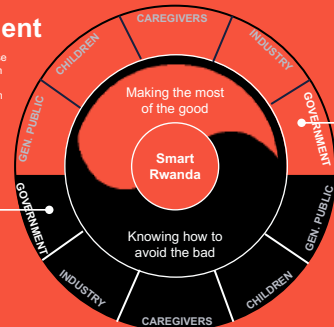 ent
se
n
n
GEN. PUBLIC
CHILDREN
CAREGIVERS
INDUSTRY
GOVERNMENT
Making the most
of the good
Smart
Rwanda
Knowing how to
avoid the bad
GOVERNMENT
INDUSTRY
CAREGIVERS
CHILDREN
GEN. PUBLIC